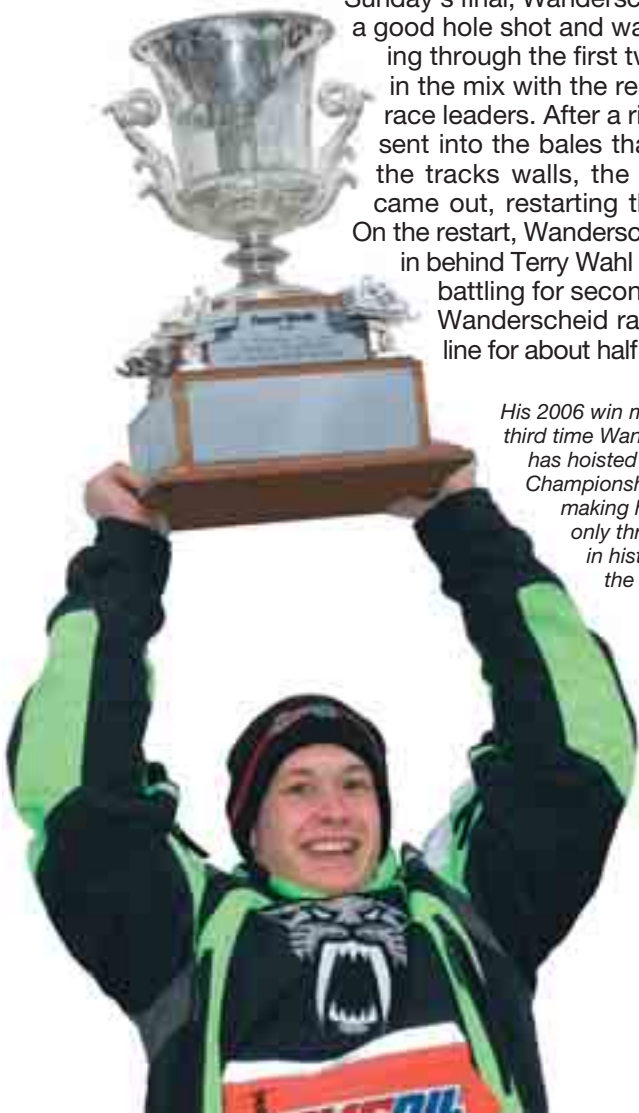 Sunday's final, Wandersc
a good hole shot and wa
ing through the first tw
in the mix with the re
race leaders. After a ri
sent into the bales tha
the tracks walls, the
came out, restarting th
On the restart, Wandersc
in behind Terry Wahl
battling for secon
Wanderscheid ra
line for about half
His 2006 win m
third time Wan
has hoisted
Championsh
making h
only thr
in hist
the